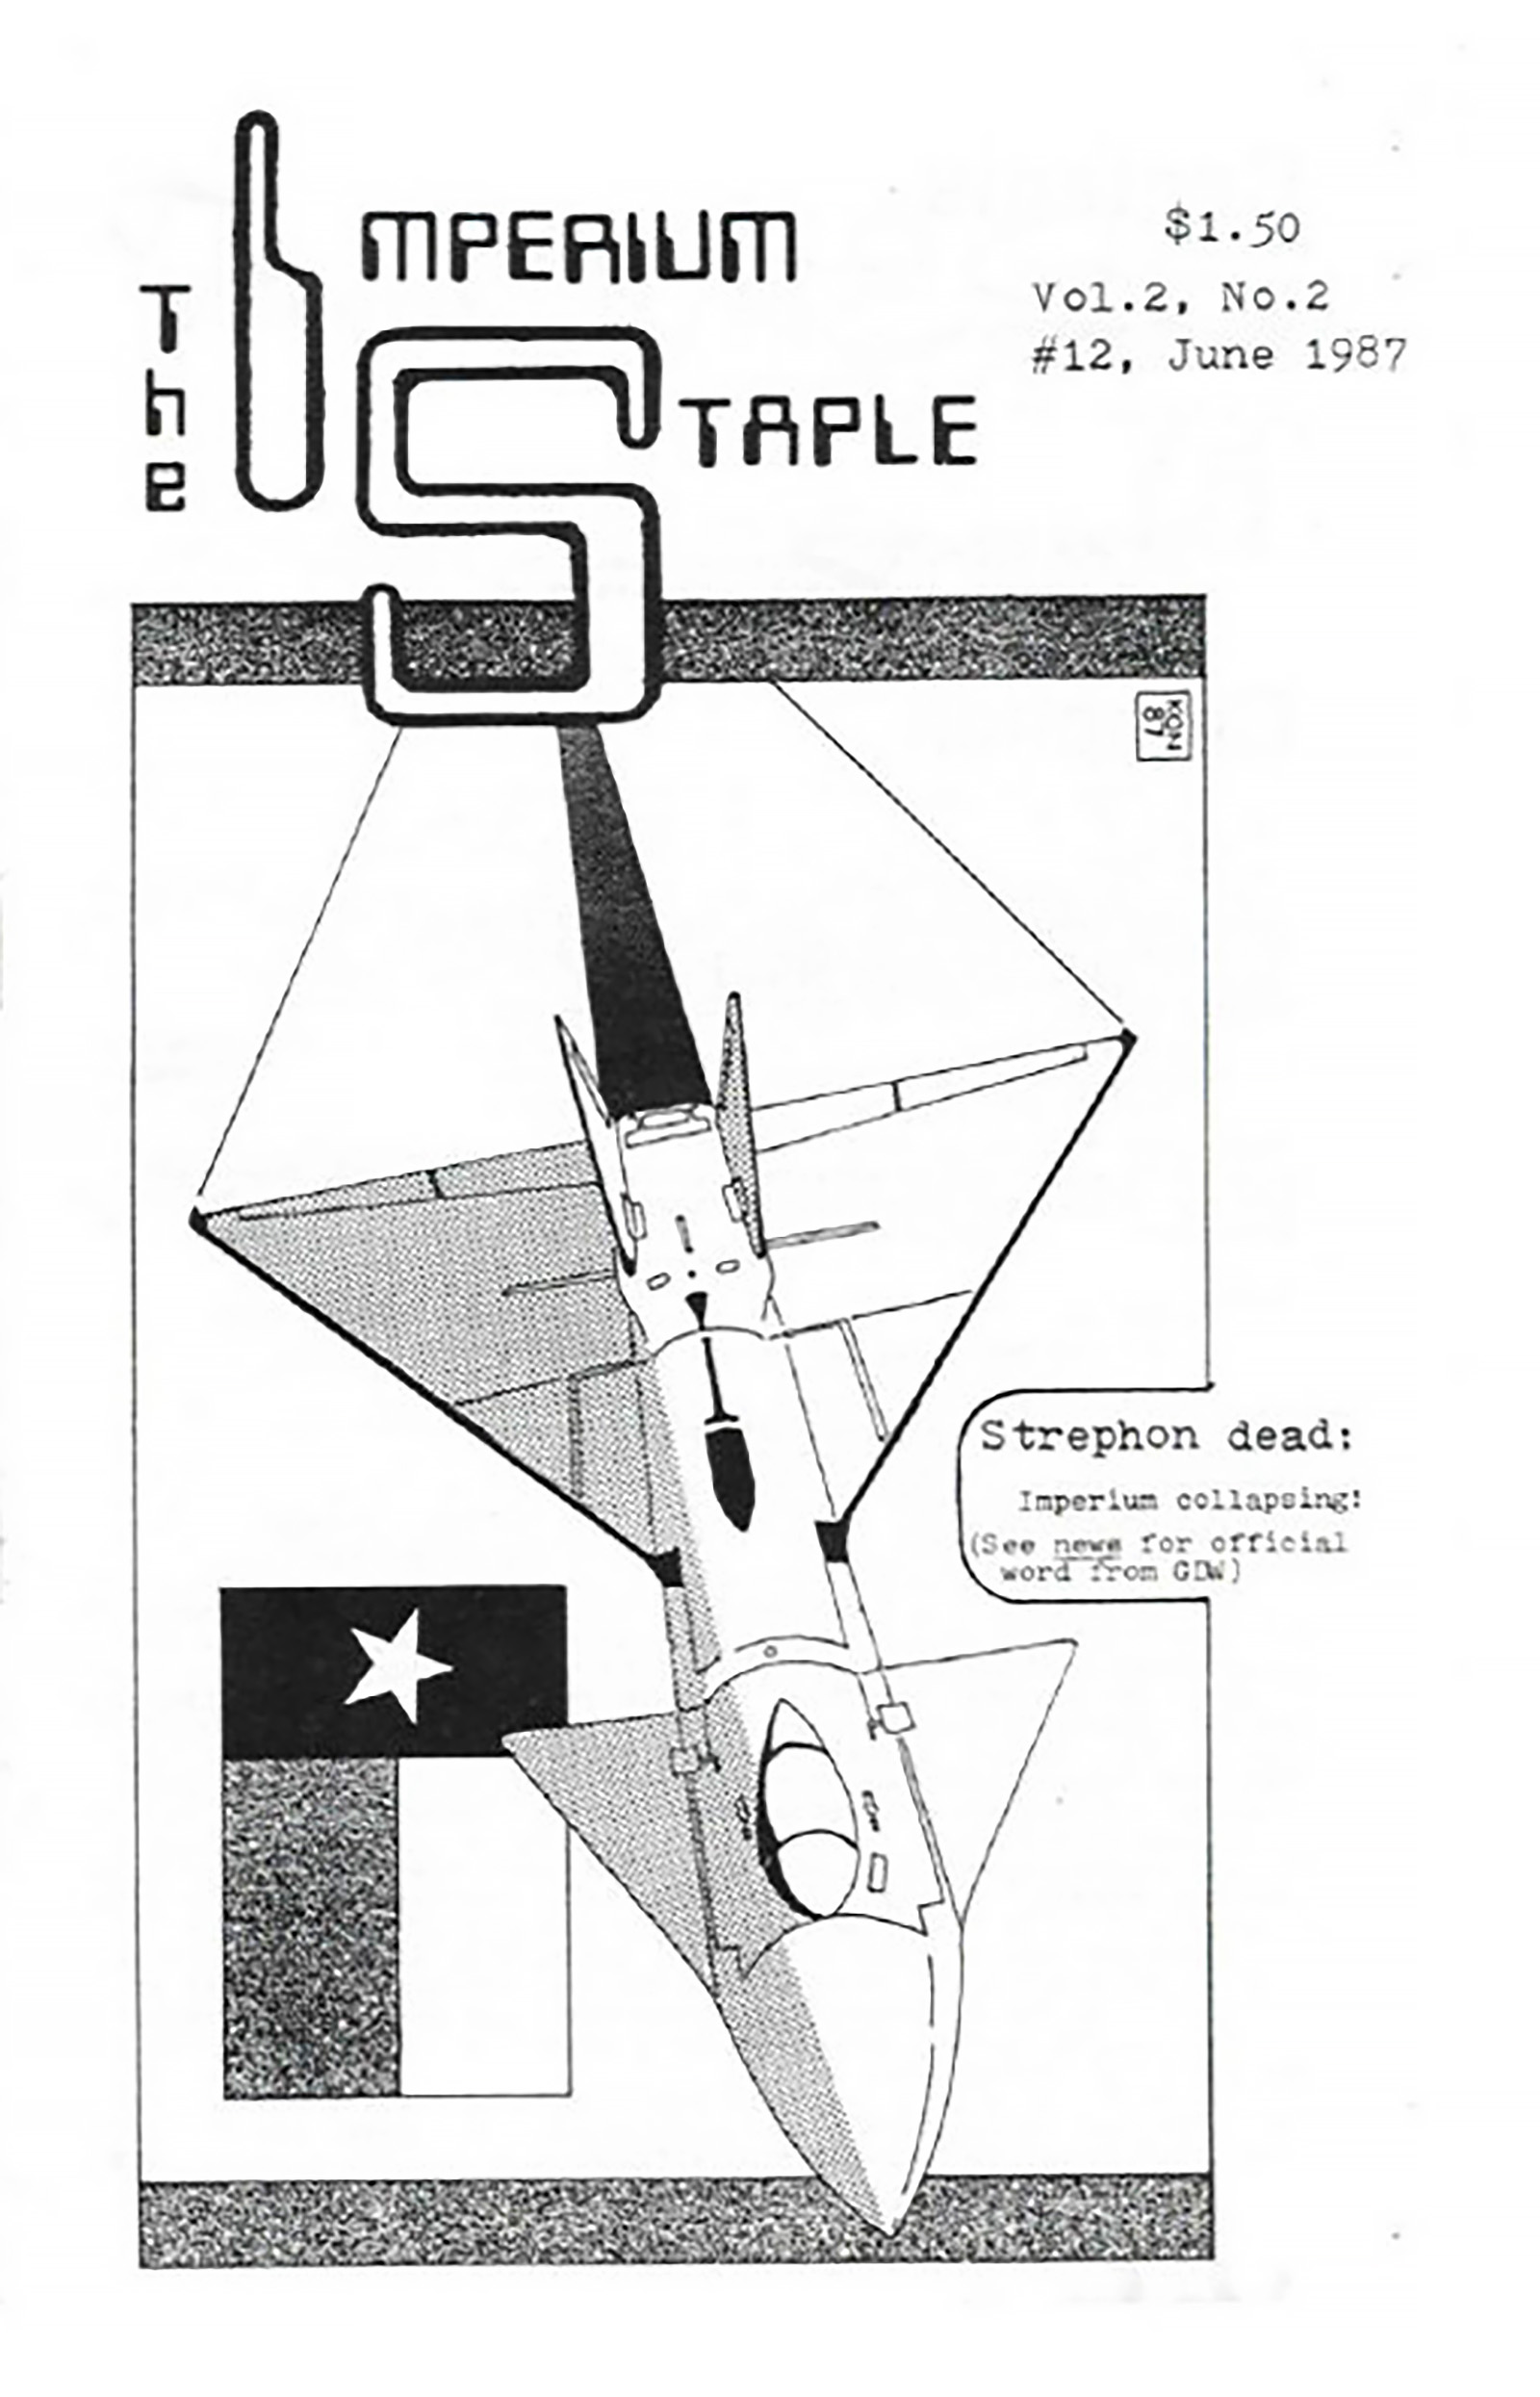 The IMPERIUM STAPLE
$1.50
Vol.2, No.2
#12, June 1987
KON
87
Strephon dead:
Imperium collapsing!
(See news for official
word from GDW)